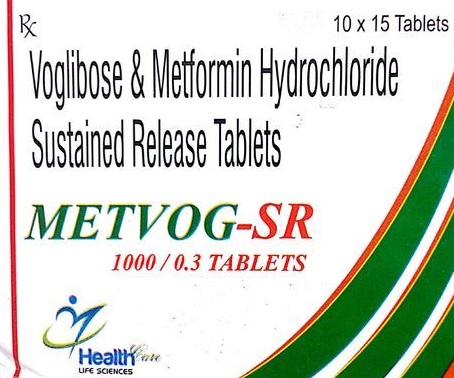 Rx
10 x 15 Tablets
Voglibose & Metformin Hydrochloride
Sustained Release Tablets
METVOG-SR
1000 / 0.3 TABLETS
Health Care
LIFE SCIENCES